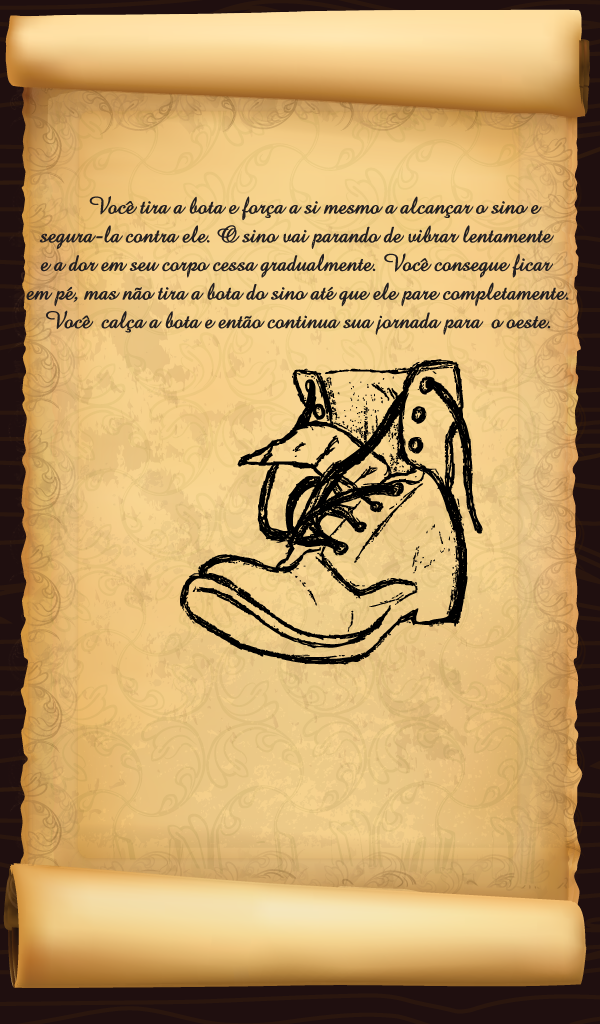 Você tira a bota e força a si mesmo a alcançar o sino e
segura-la contra ele. O sino vai parando de vibrar lentamente
e a dor em seu corpo cessa gradualmente. Você consegue ficar
em pé, mas não tira a bota do sino até que ele pare completamente.
Você calça a bota e então continua sua jornada para o oeste.